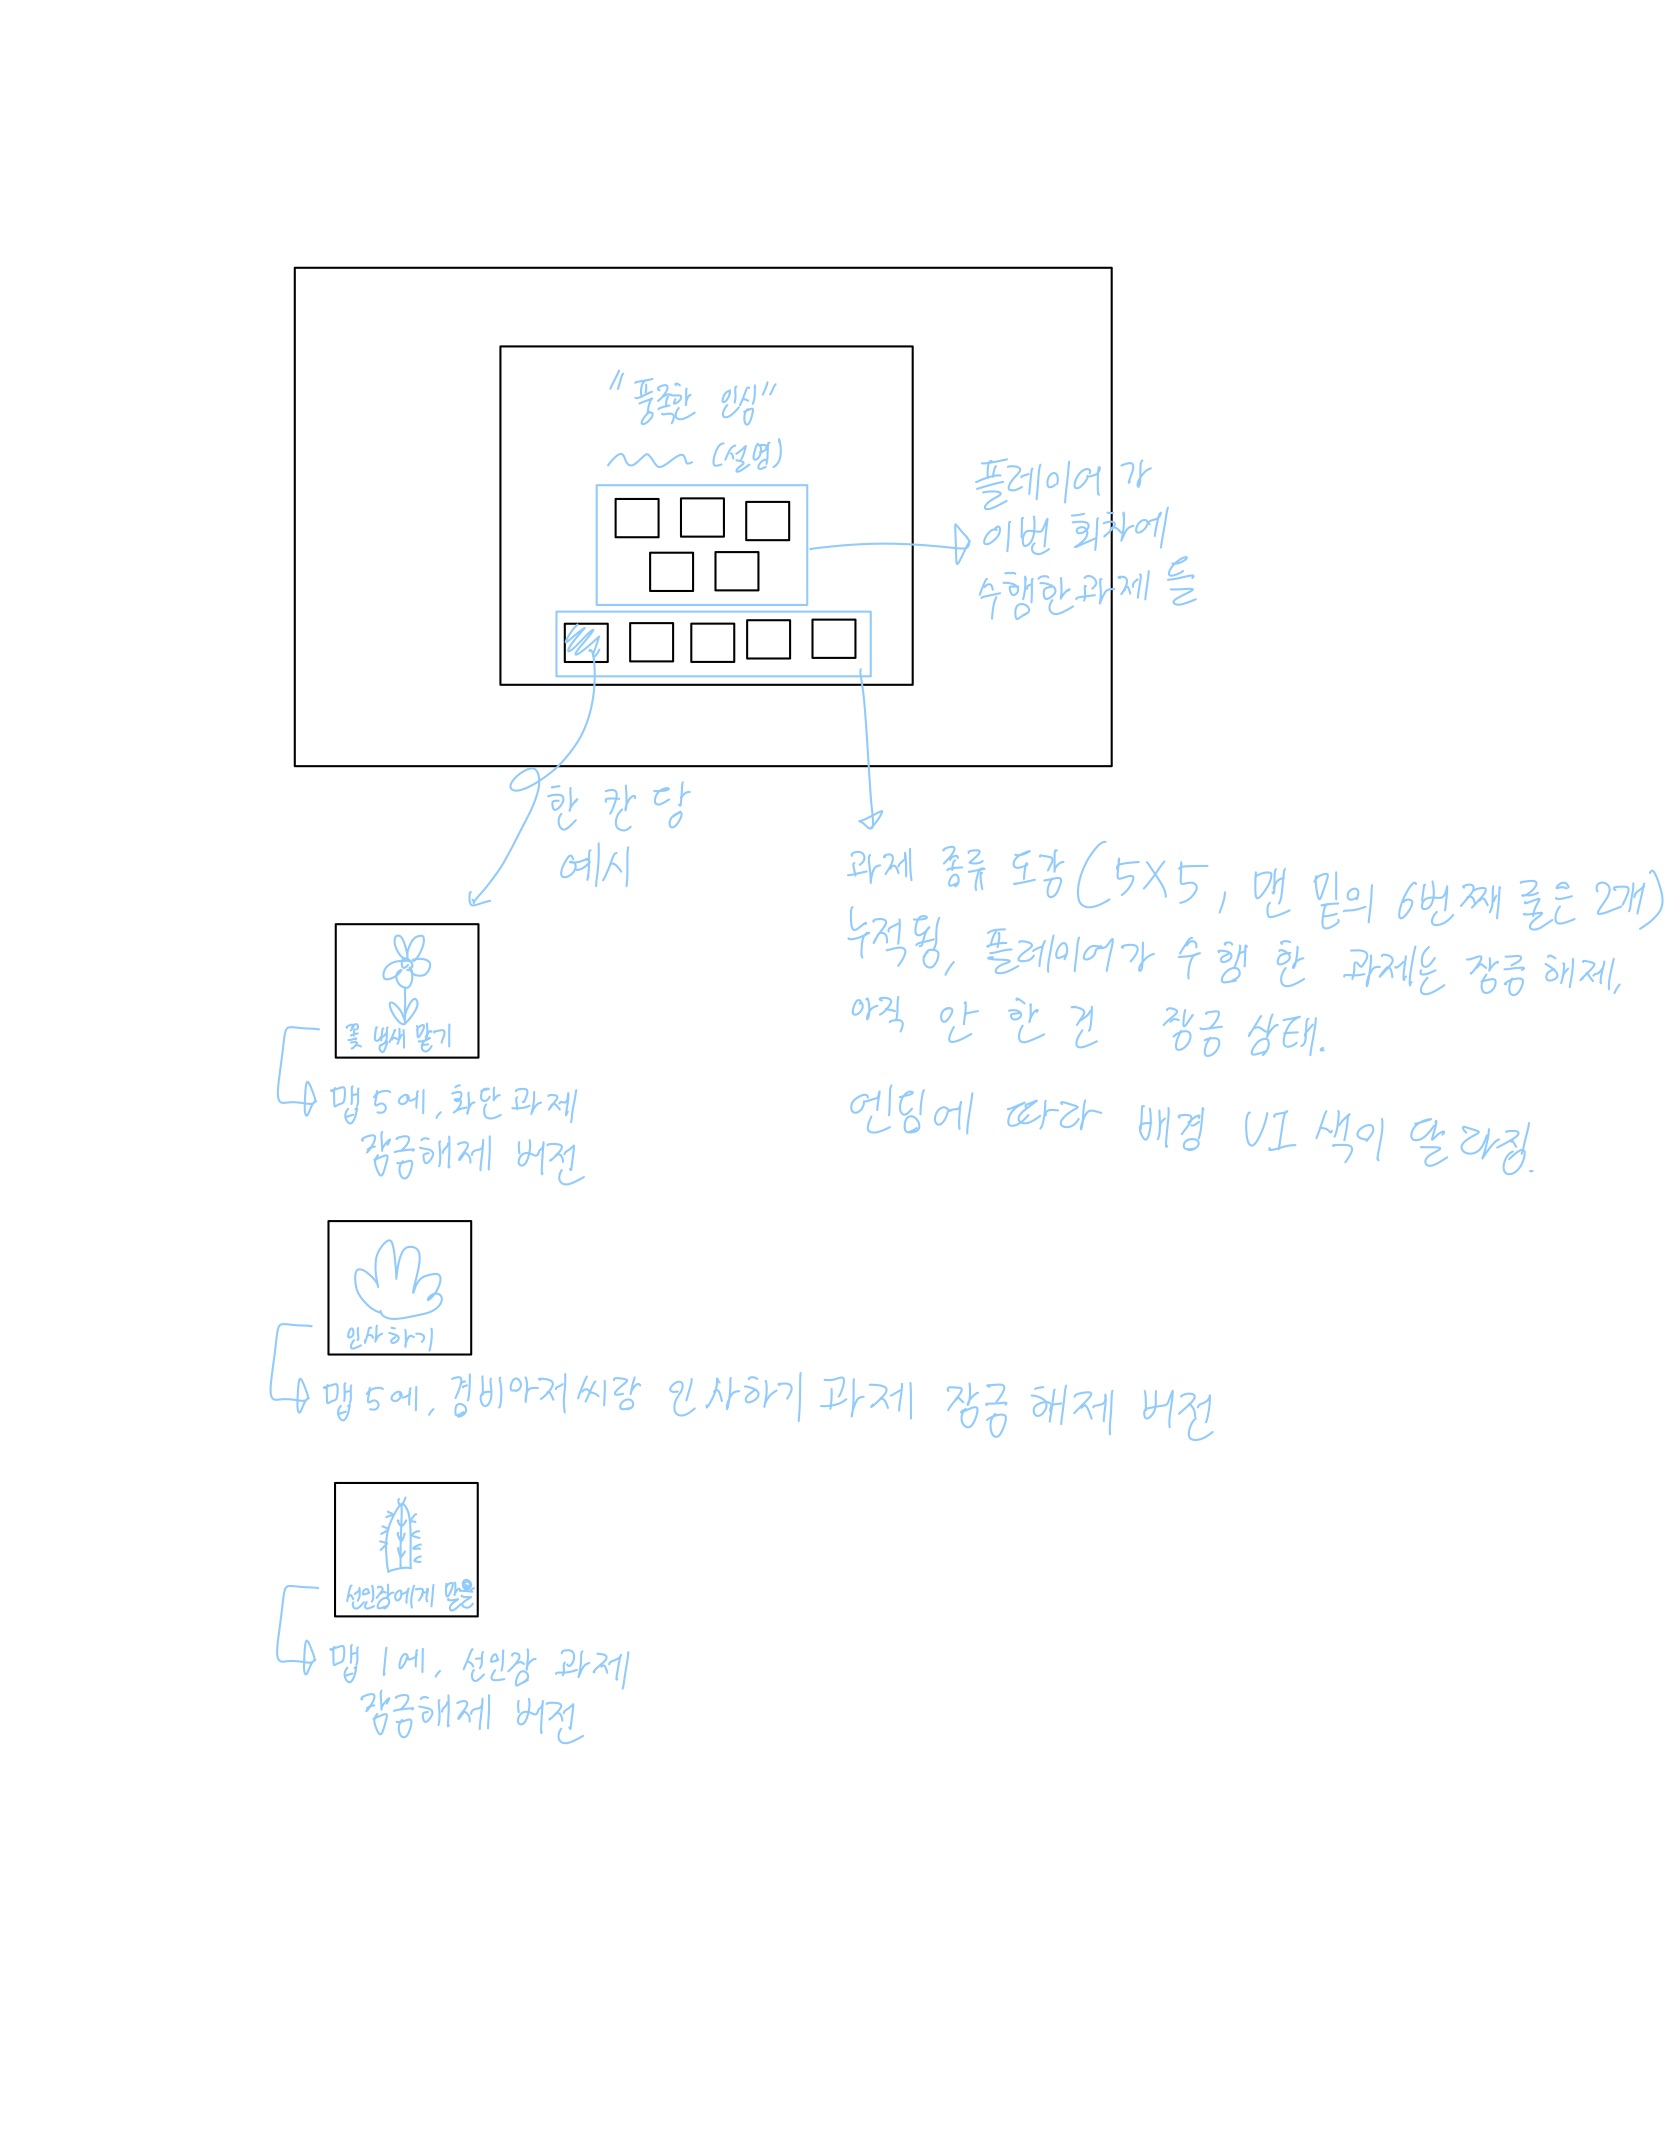 "풍족한 인심"
(설명)
플레이어가
이번 회차에
수행한 과제들
한 칸 당
예시
과제 종류 도감 (5X5, 맨 밑의 6번째 줄은 2개)
누적됨, 플레이어가 수행 한 과제는 잠금 해제,
아직 안 한 건 잠금 상태.
엔딩에 따라 배경 UI 색이 달라짐.
꽃 냄새 맡기
맵 5에, 화단 과제
잠금해제 버전
인사하기
맵 5에, 경비아저씨랑 인사하기 과제 잠금 해제 버전
선인장에게 말을
맵 1에, 선인장 과제
잠금해제 버전